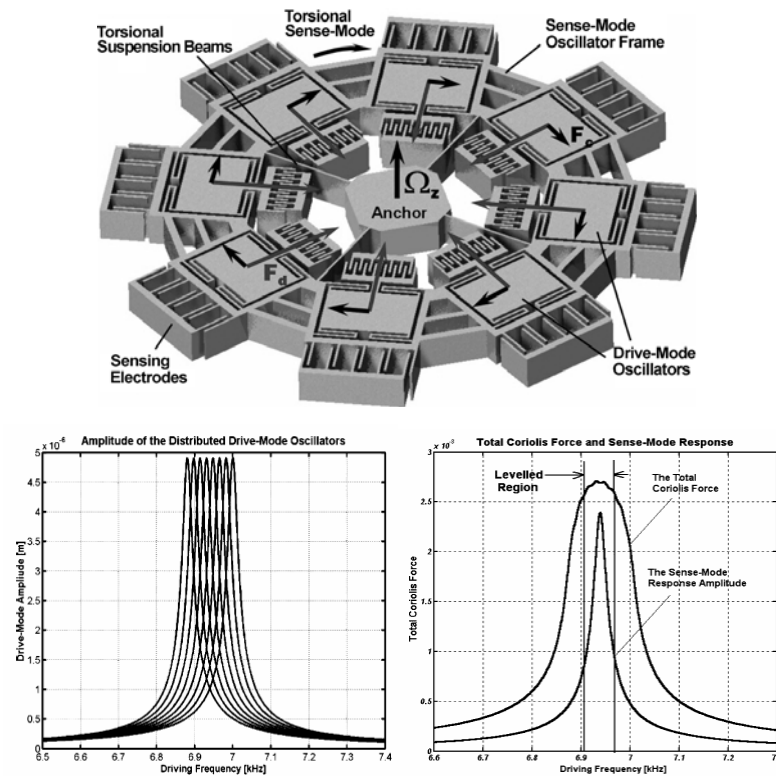 Torsional
Suspension Beams
Torsional
Sense-Mode
Sense-Mode
Oscillator Frame
F c
Ω z
Anchor
F d
Sensing
Electrodes
Drive-Mode
Oscillators
x 10 -6
Amplitude of the Distributed Drive-Mode Oscillators
Drive-Mode Ampliude [m]
5
4.5
4
3.5
3
2.5
2
1.5
1
0.5
0
6.5 6.6 6.7 6.8 6.9 7 7.1 7.2 7.3 7.4
Driving Frequency [kHz]
x 10 -3
Total Coriolis Force and Sense-Mode Response
Total Coriolis Force
3
2.5
2
1.5
1
0.5
0
Levelled
Region
The Total
Coriolis Force
The Sense-Mode
Response Amplitude
6.6 6.7 6.8 6.9 7 7.1 7.2 7.3
Driving Frequency [kHz]